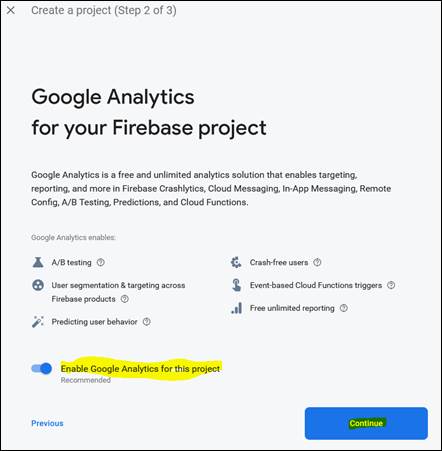 Create a project (Step 2 of 3)
Google Analytics
for your Firebase project
Google Analytics is a free and unlimited analytics solution that enables targeting,
reporting, and more in Firebase Crashlytics, Cloud Messaging, In-App Messaging, Remote
Config, A/B Testing, Predictions, and Cloud Functions.
Google Analytics enables:
A/B testing
Crash-free users
User segmentation & targeting across
Firebase products
Event-based Cloud Functions triggers
Predicting user behavior
Free unlimited reporting
Enable Google Analytics for this project
Recommended
Previous
Continue